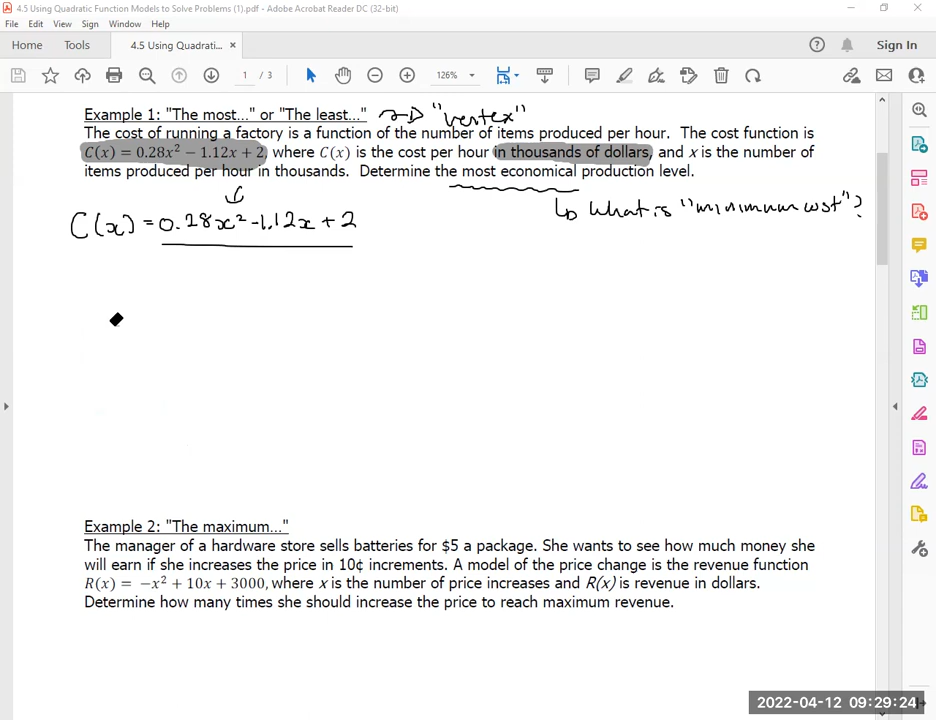 4.5 Using Quadratic Function Models to Solve Problems (1).pdf - Adobe Acrobat Reader DC (32-bit)
File Edit View Sign Window Help
Home Tools 4.5 Using Quadrati... × Sign In
1 / 3 126%
Example 1: "The most..." or "The least..." "vertex"
The cost of running a factory is a function of the number of items produced per hour. The cost function is
C(x) = 0.28x² − 1.12x + 2, where C(x) is the cost per hour in thousands of dollars, and x is the number of
items produced per hour in thousands. Determine the most economical production level.
What is "minimum cost"?
C(x) = 0.28x² - 1.12x + 2
Example 2: "The maximum..."
The manager of a hardware store sells batteries for $5 a package. She wants to see how much money she
will earn if she increases the price in 10¢ increments. A model of the price change is the revenue function
R(x) = −x² + 10x + 3000, where x is the number of price increases and R(x) is revenue in dollars.
Determine how many times she should increase the price to reach maximum revenue.
2022-04-12 09:29:24